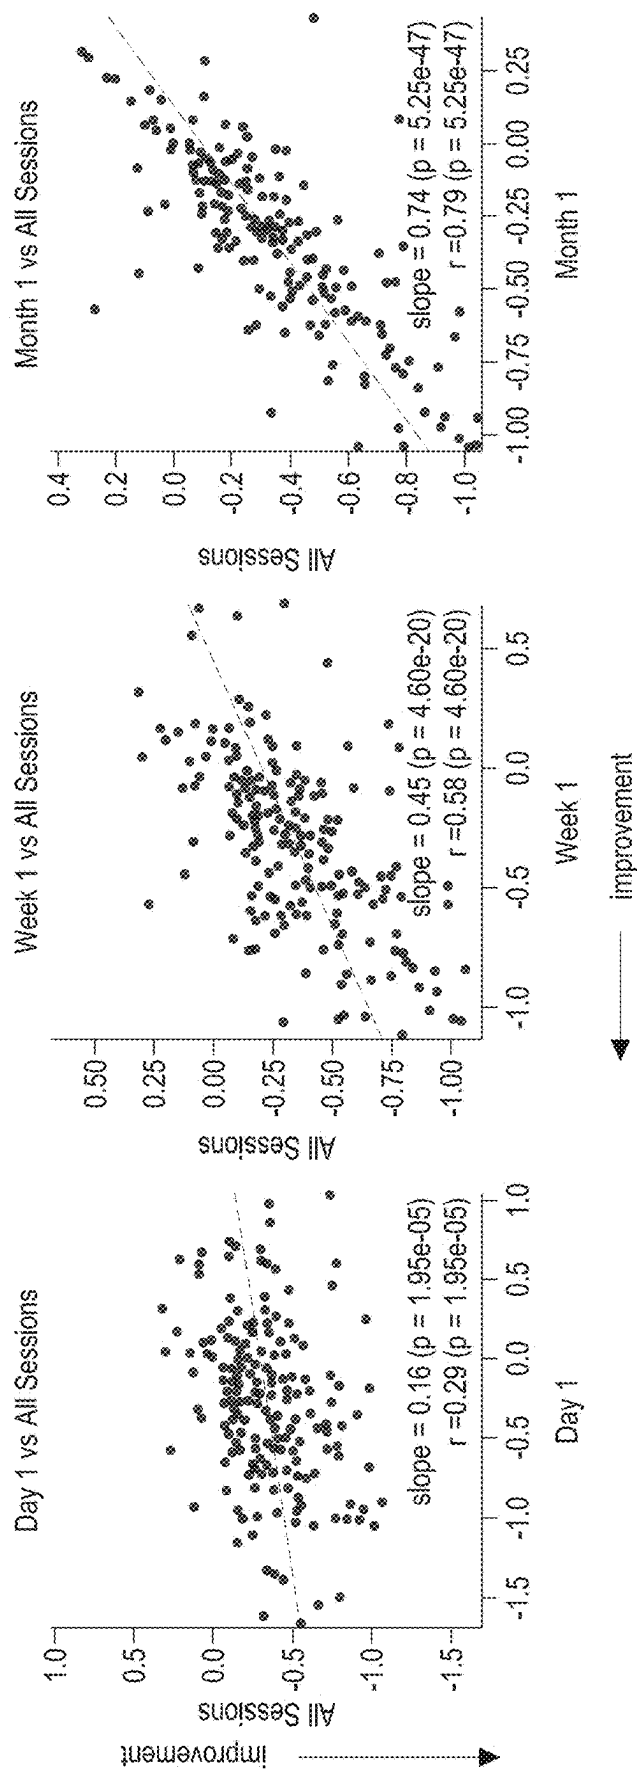 Day 1 vs All Sessions
1.0
0.5
0.0
-0.5
-1.0
-1.5
All Sessions
improvement
slope = 0.16 (p = 1.95e-05)
r =0.29 (p = 1.95e-05)
-1.5 -1.0 -0.5 0.0 0.5 1.0
Day 1
Week 1 vs All Sessions
0.50
0.25
0.00
-0.25
-0.50
-0.75
-1.00
All Sessions
slope = 0.45 (p = 4.60e-20)
r =0.58 (p = 4.60e-20)
-1.0 -0.5 0.0 0.5
Week 1
improvement
Month 1 vs All Sessions
0.4
0.2
0.0
-0.2
-0.4
-0.6
-0.8
-1.0
All Sessions
slope = 0.74 (p = 5.25e-47)
r =0.79 (p = 5.25e-47)
-1.00 -0.75 -0.50 -0.25 0.00 0.25
Month 1